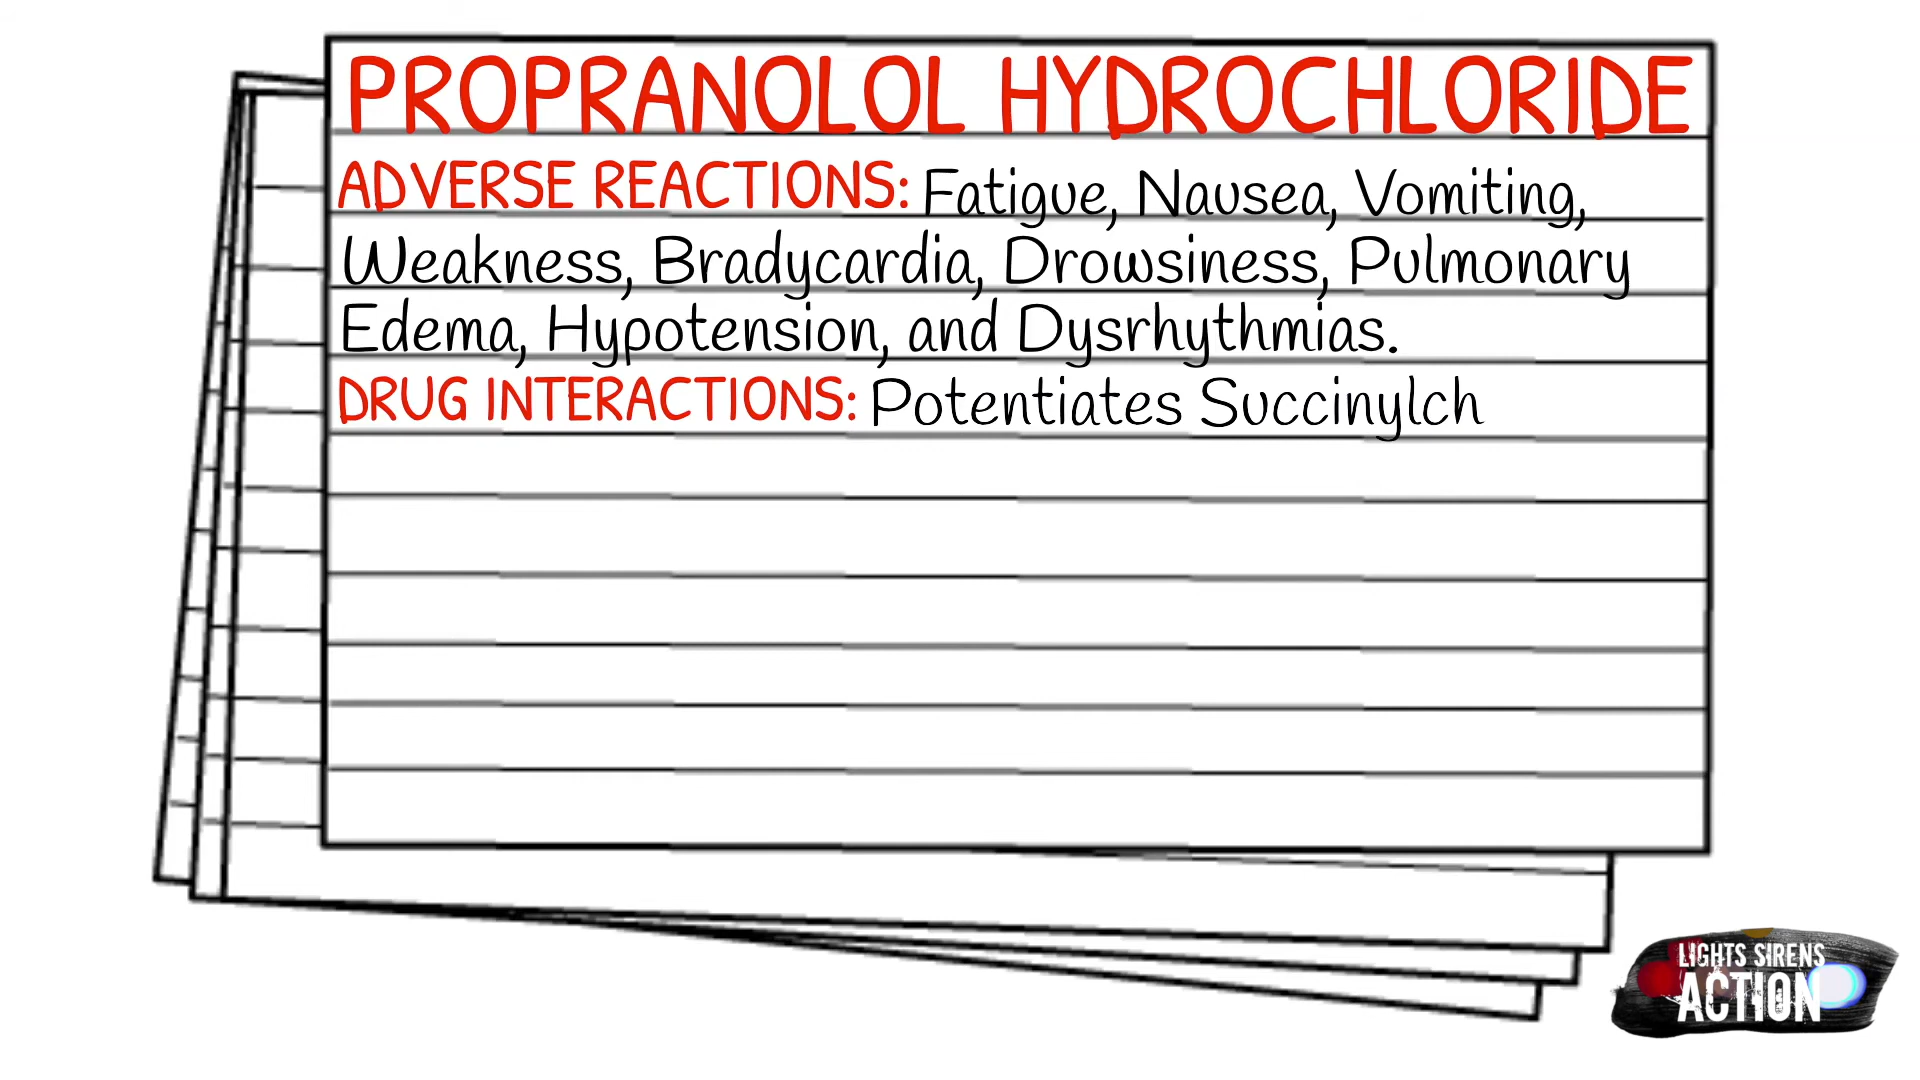 PROPRANOLOL HYDROCHLORIDE
ADVERSE REACTIONS: Fatigue, Nausea, Vomiting,
Weakness, Bradycardia, Drowsiness, Pulmonary
Edema, Hypotension, and Dysrhythmias.
DRUG INTERACTIONS: Potentiates Succinylch
LIGHTS SIRENS
ACTION